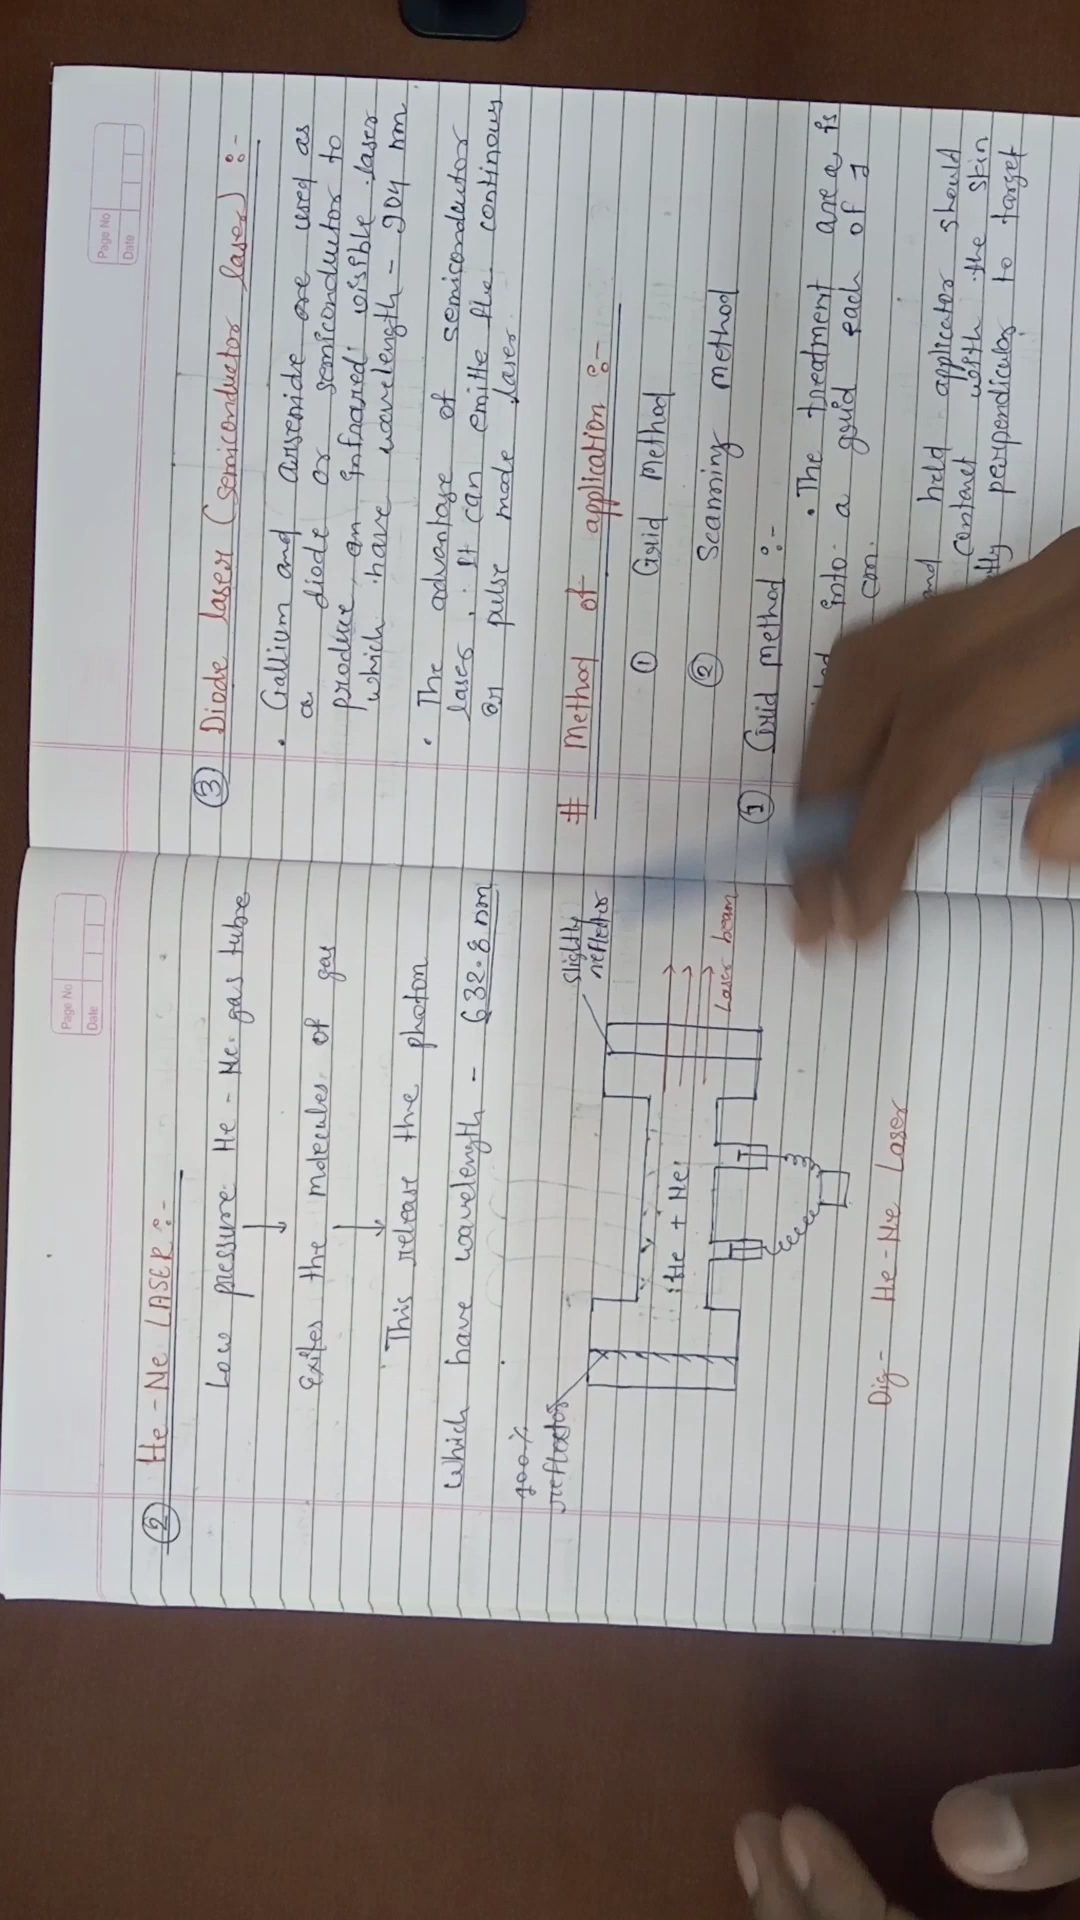 Page No
Date
② He-Ne LASER :-
Low pressure He - Ne gas tube
↓
Exites the molecules of gas
↓
This release the photon
Which have wavelength - 632.8 nm
100%
reflector
slightly
reflector
He + Ne
Laser beam
Dig - He-Ne Laser
Page No
Date
③ Diode laser (semiconductor laser) :-
• Gallium and arsenide are used as
a diode or semiconductor to
produce an infrared visible laser
which have wavelength - 904 nm
• The advantage of semiconductor
laser, it can emitte the continous
or pulse mode laser.
# Method of application :-
① Grid Method
② Scanning method
① Grid method :-
• The treatment area is
into a grid each of 1
cm.
and held applicator should
contact with the skin
perpendicular to target